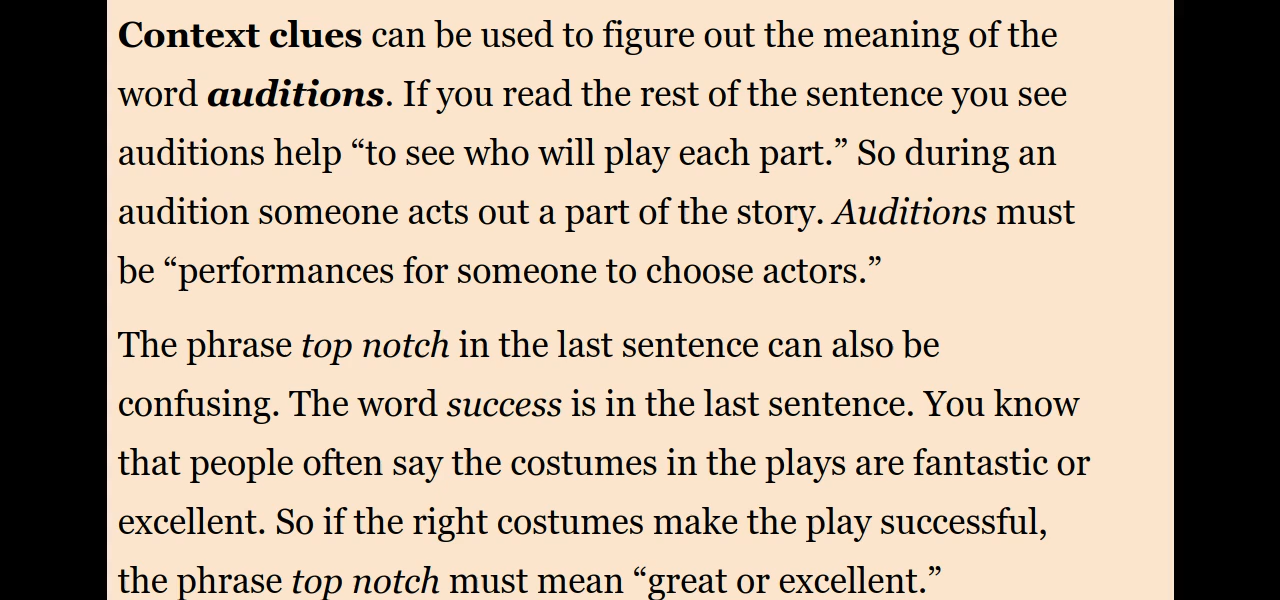 Context clues can be used to figure out the meaning of the
word auditions. If you read the rest of the sentence you see
auditions help “to see who will play each part.” So during an
audition someone acts out a part of the story. Auditions must
be “performances for someone to choose actors.”
The phrase top notch in the last sentence can also be
confusing. The word success is in the last sentence. You know
that people often say the costumes in the plays are fantastic or
excellent. So if the right costumes make the play successful,
the phrase top notch must mean “great or excellent.”